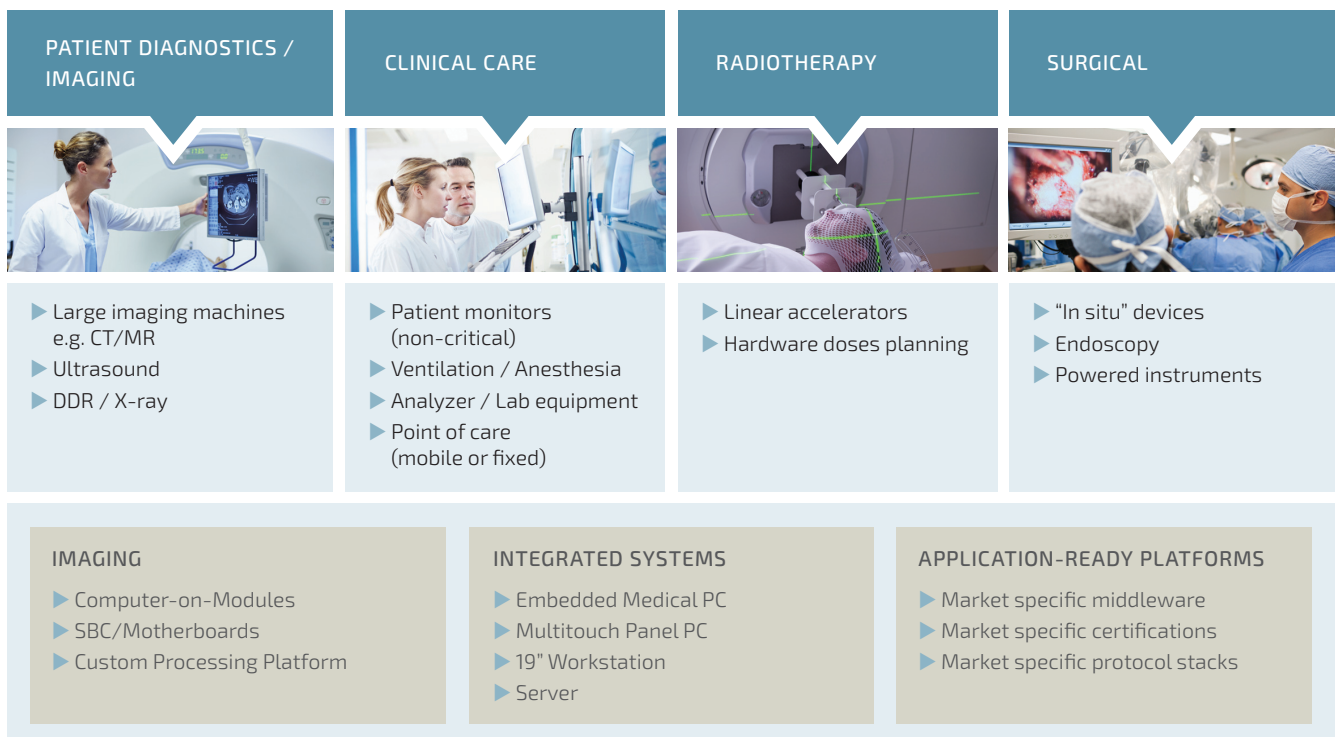 PATIENT DIAGNOSTICS /
IMAGING
CLINICAL CARE
RADIOTHERAPY
SURGICAL
Large imaging machines
e.g. CT/MR
Ultrasound
DDR / X-ray
Patient monitors
(non-critical)
Ventilation / Anesthesia
Analyzer / Lab equipment
Point of care
(mobile or fixed)
Linear accelerators
Hardware doses planning
“In situ” devices
Endoscopy
Powered instruments
IMAGING
Computer-on-Modules
SBC/Motherboards
Custom Processing Platform
INTEGRATED SYSTEMS
Embedded Medical PC
Multitouch Panel PC
19” Workstation
Server
APPLICATION-READY PLATFORMS
Market specific middleware
Market specific certifications
Market specific protocol stacks